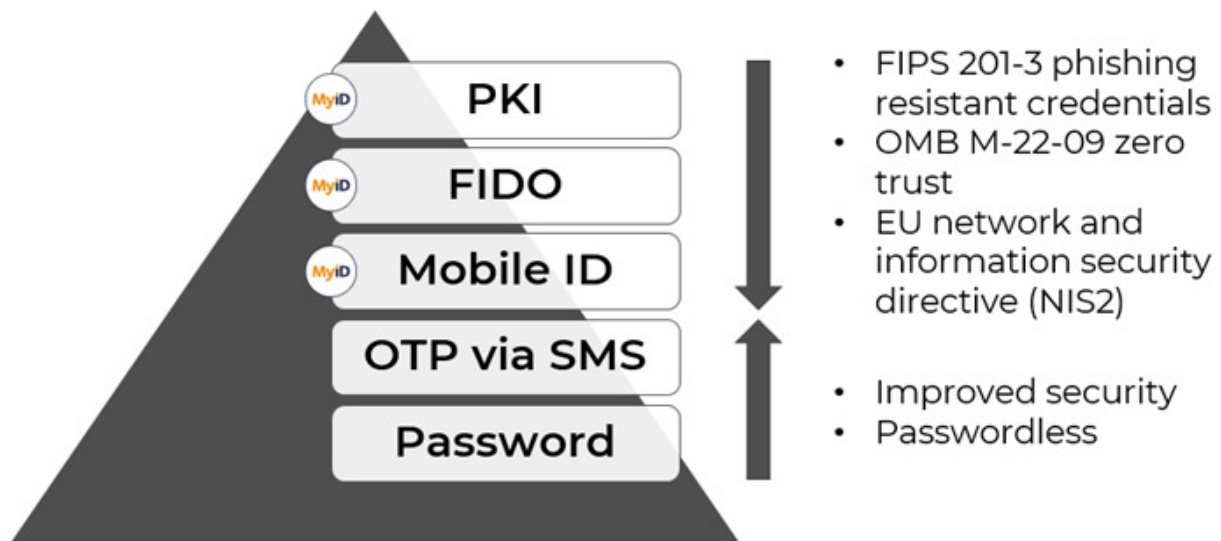 MyID
PKI
MyID
FIDO
MyID
Mobile ID
OTP via SMS
Password
• FIPS 201-3 phishing
resistant credentials
• OMB M-22-09 zero
trust
• EU network and
information security
directive (NIS2)
• Improved security
• Passwordless